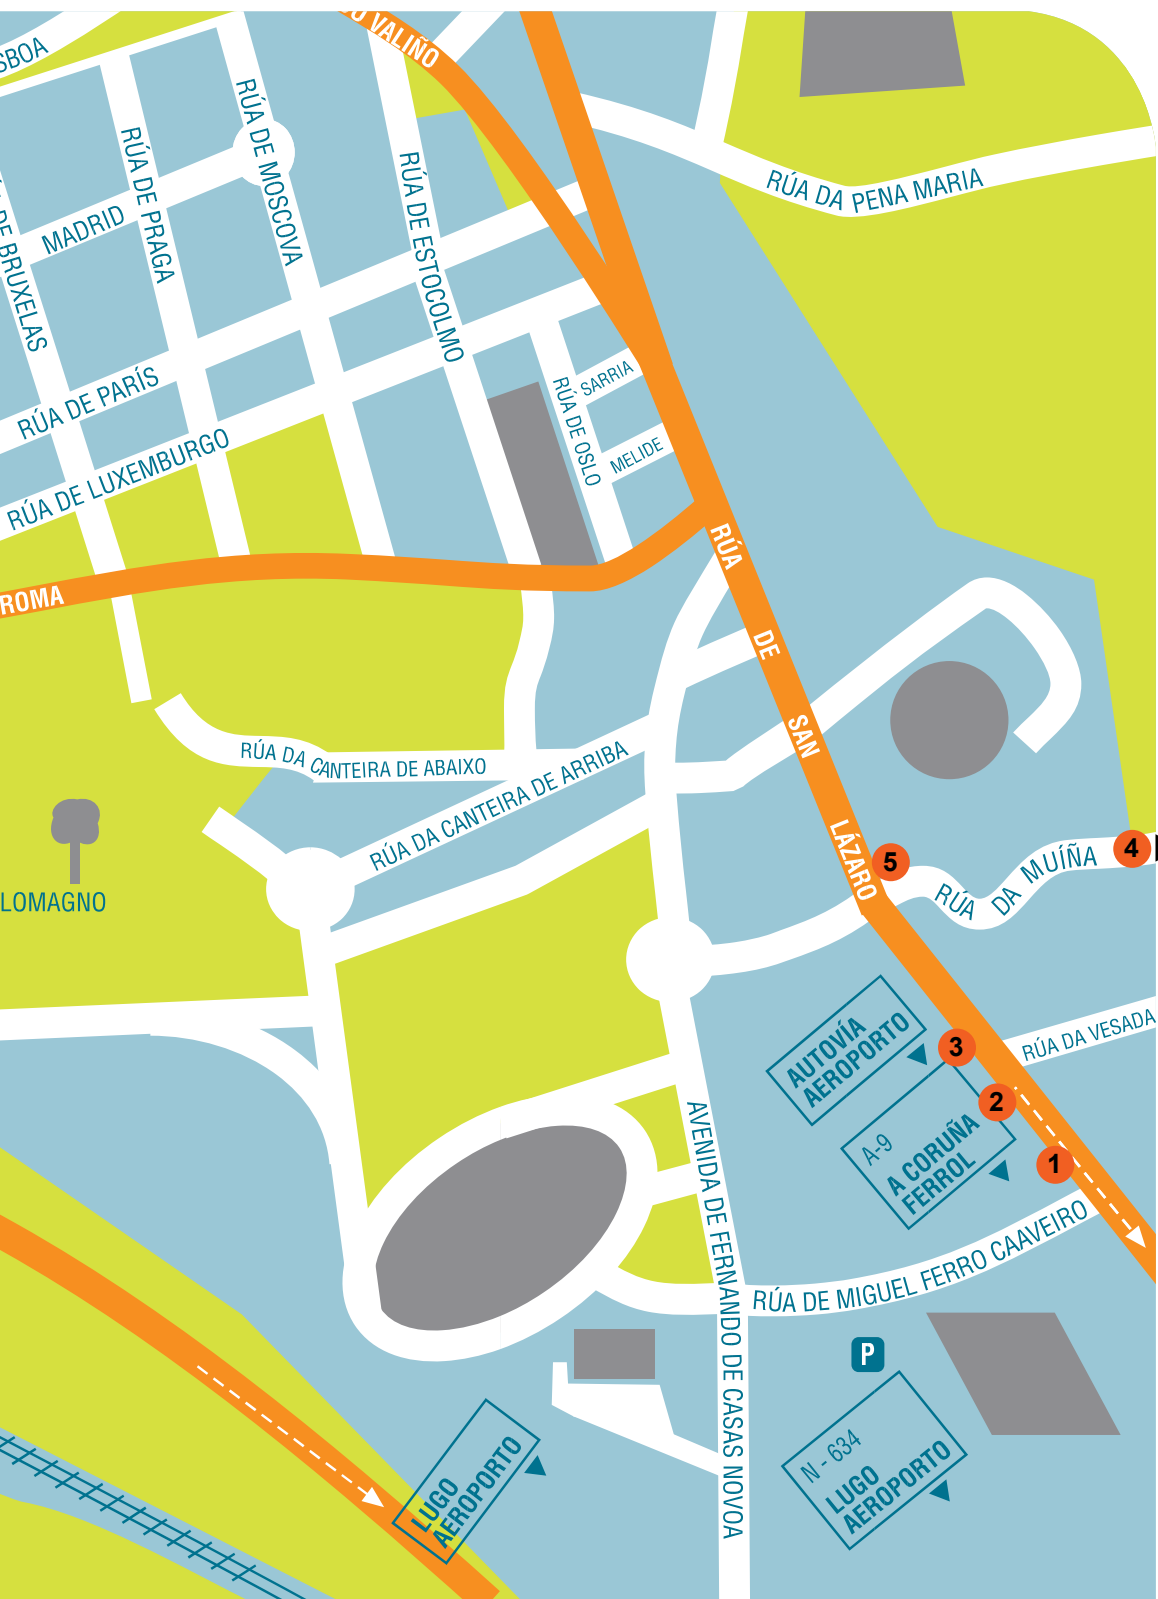 SBOA
DO VALIÑO
RÚA DE MOSCOVA
RÚA DE PRAGA
RÚA DE ESTOCOLMO
RÚA DA PENA MARIA
MADRID
DE BRUXELAS
RÚA DE PARÍS
RÚA DE LUXEMBURGO
SARRIA
RÚA DE OSLO
MELIDE
ROMA
RÚA DE SAN LÁZARO
RÚA DA CANTEIRA DE ABAIXO
RÚA DA CANTEIRA DE ARRIBA
LOMAGNO
5
4
RÚA DA MUÍÑA
AUTOVÍA
AEROPORTO
3
RÚA DA VESADA
2
A-9
A CORUÑA
FERROL
1
AVENIDA DE FERNANDO DE CASAS NOVOA
RÚA DE MIGUEL FERRO CAAVEIRO
P
LUGO
AEROPORTO
N - 634
LUGO
AEROPORTO